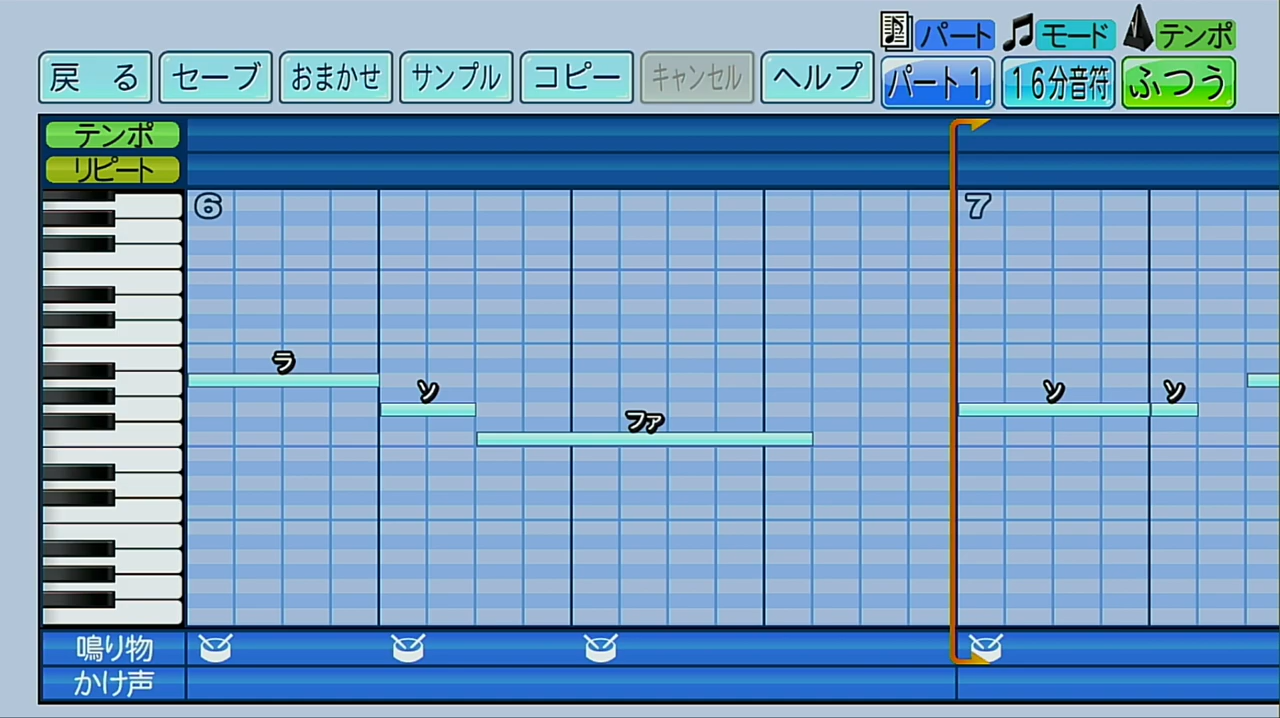 パート モード テンポ
戻る セーブ おまかせ サンプル コピー キャンセル ヘルプ パート1 16分音符 ふつう
テンポ
リピート
6 7
ラ
ソ ソ ソ
ファ
鳴り物
かけ声